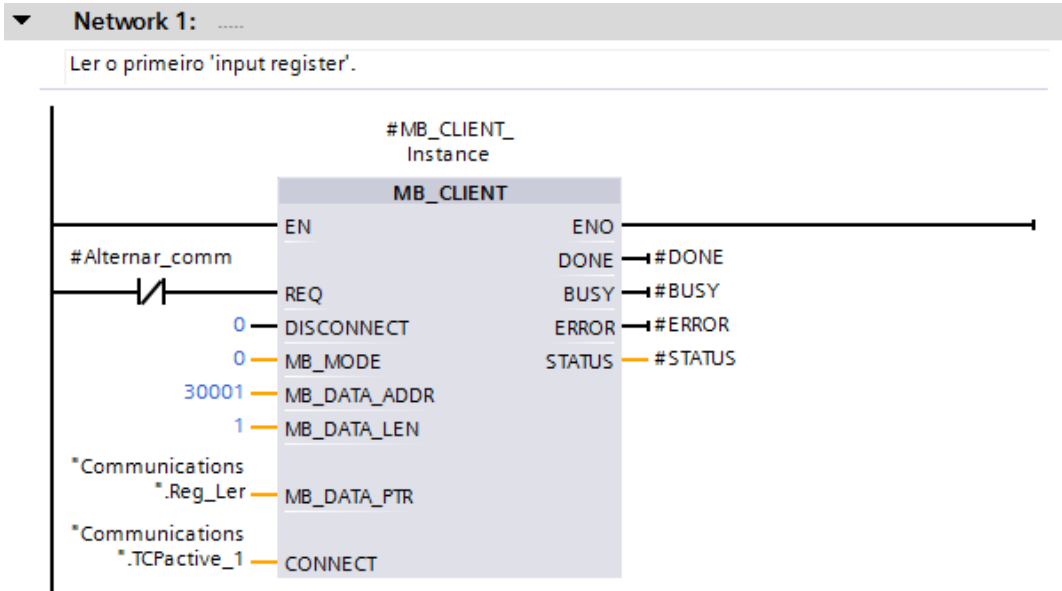 Network 1: .....
Ler o primeiro 'input register'.
#MB_CLIENT_
Instance
MB_CLIENT
EN ENO
#Alternar_comm DONE #DONE
REQ BUSY #BUSY
0 DISCONNECT ERROR #ERROR
0 MB_MODE STATUS #STATUS
30001 MB_DATA_ADDR
1 MB_DATA_LEN
"Communications
".Reg_Ler MB_DATA_PTR
"Communications
".TCPactive_1 CONNECT